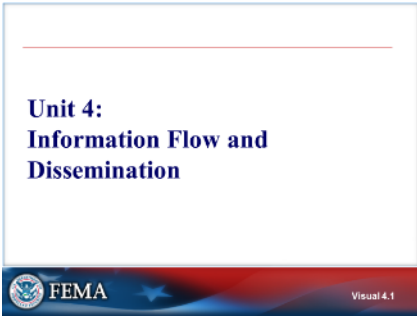 Unit 4:
Information Flow and
Dissemination
FEMA
Visual 4.1